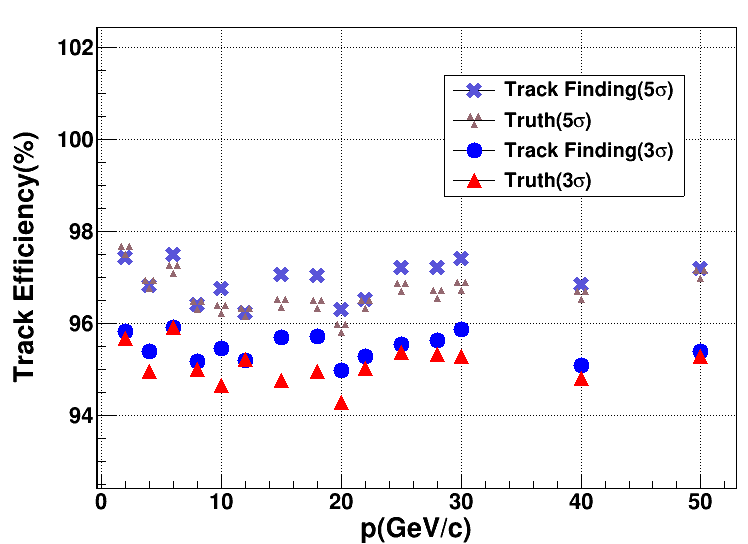 102
100
98
96
94
Track Efficiency(%)
Track Finding(5σ)
Truth(5σ)
Track Finding(3σ)
Truth(3σ)
0 10 20 30 40 50
p(GeV/c)